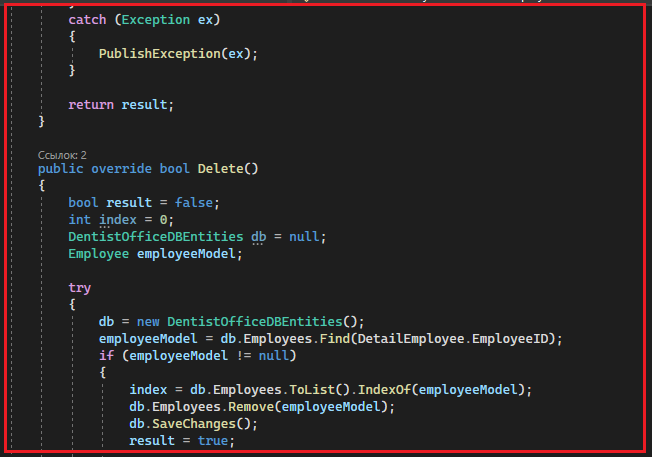 catch (Exception ex)
{
PublishException(ex);
}
return result;
}
Ссылок: 2
public override bool Delete()
{
bool result = false;
int index = 0;
DentistOfficeDBEntities db = null;
Employee employeeModel;
try
{
db = new DentistOfficeDBEntities();
employeeModel = db.Employees.Find(DetailEmployee.EmployeeID);
if (employeeModel != null)
{
index = db.Employees.ToList().IndexOf(employeeModel);
db.Employees.Remove(employeeModel);
db.SaveChanges();
result = true;